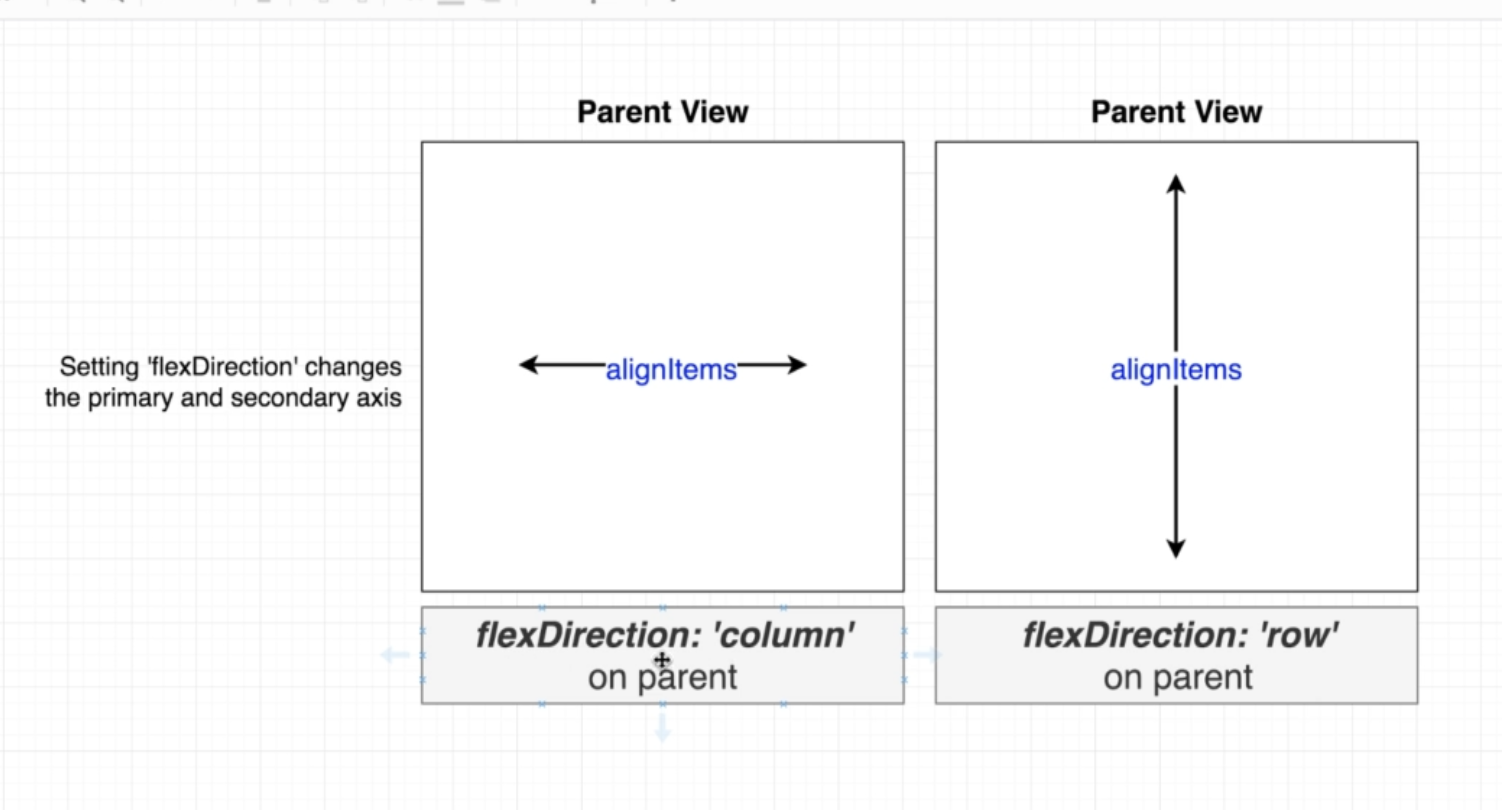 Parent View
Parent View
Setting 'flexDirection' changes
the primary and secondary axis
alignItems
alignItems
flexDirection: 'column'
on parent
flexDirection: 'row'
on parent